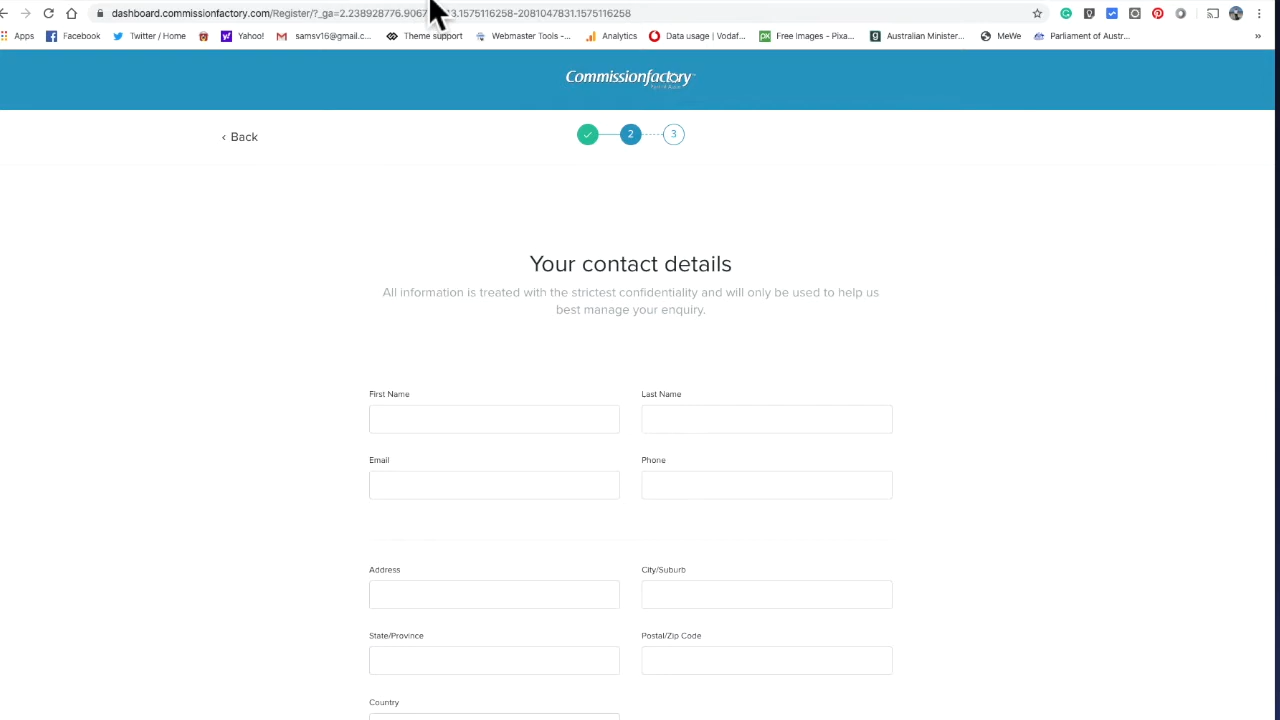 dashboard.commissionfactory.com/Register/?_ga=2.238928776.9067 3.1575116258-2081047831.1575116258
Apps Facebook Twitter / Home Yahoo! samsv16@gmail.c... Theme support Webmaster Tools -... Analytics Data usage | Vodaf... Free Images - Pixa... Australian Minister... MeWe Parliament of Austr... »
Commissionfactory
‹ Back
2 3
Your contact details
All information is treated with the strictest confidentiality and will only be used to help us
best manage your enquiry.
First Name Last Name
Email Phone
Address City/Suburb
State/Province Postal/Zip Code
Country